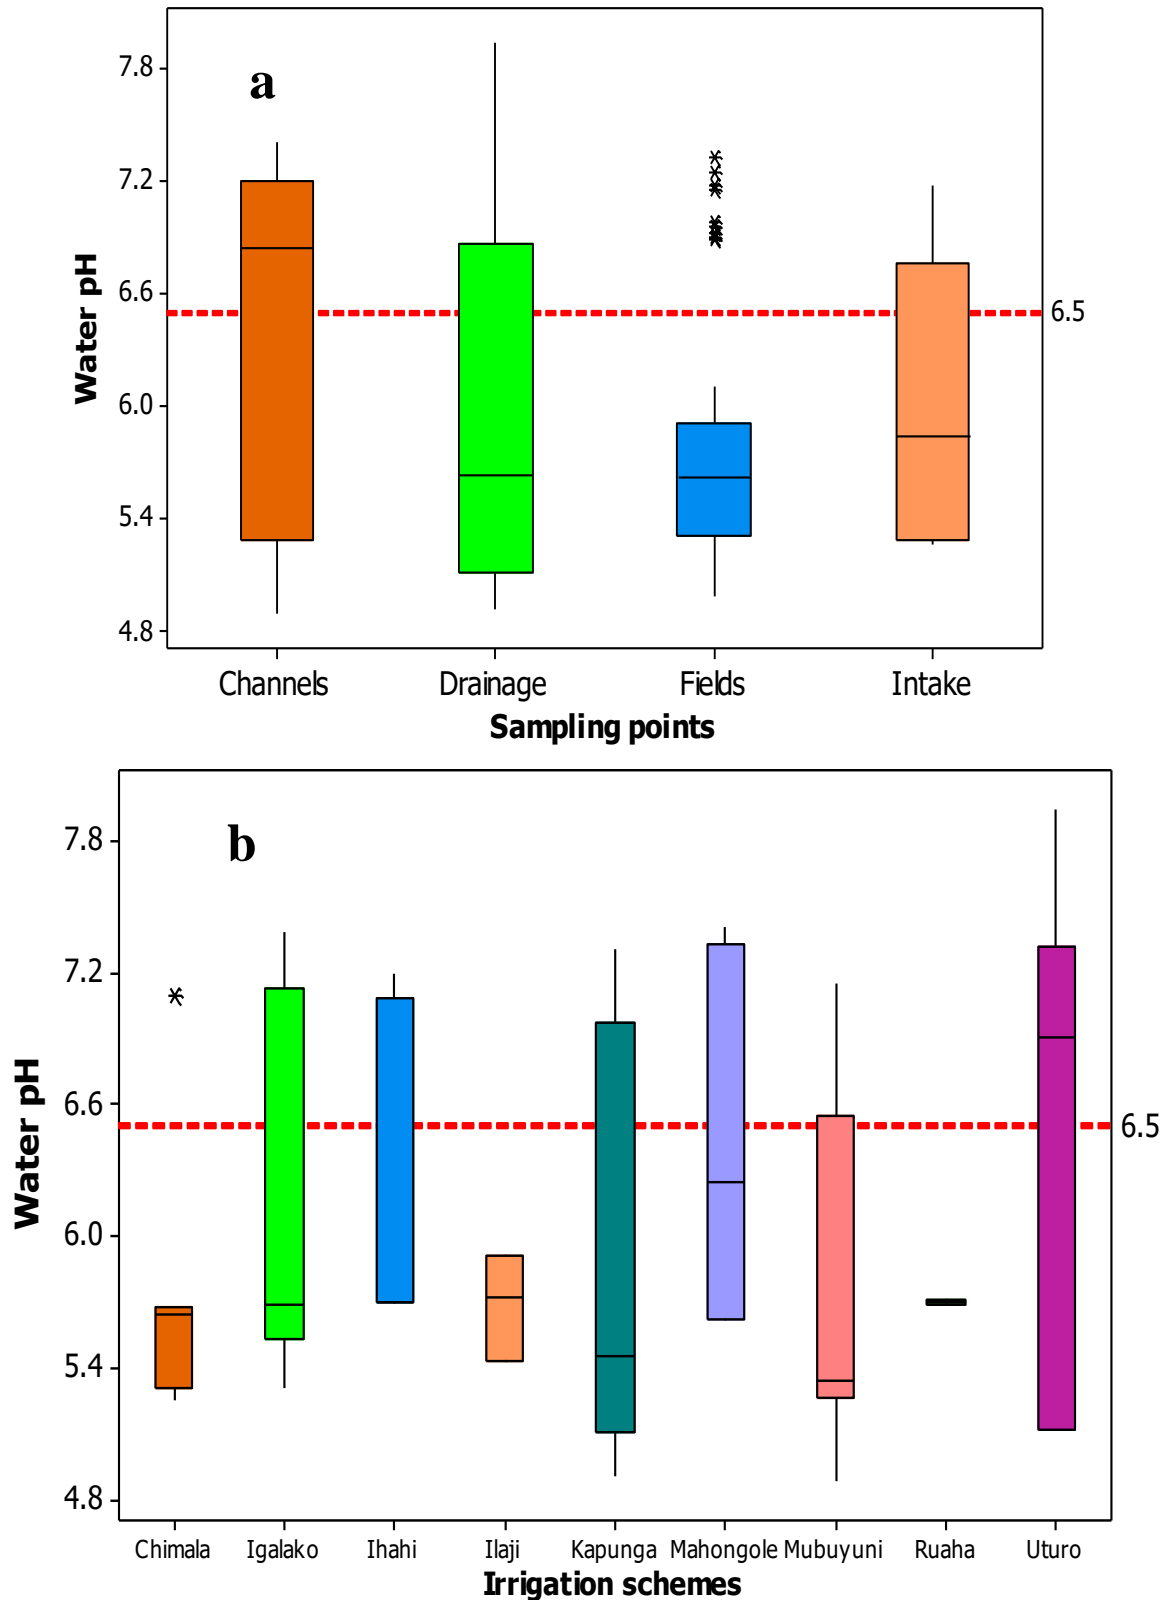 a
7.8
7.2
6.6
6.0
5.4
4.8
Water pH
6.5
Channels Drainage Fields Intake
Sampling points
b
7.8
7.2
6.6
6.0
5.4
4.8
Water pH
6.5
Chimala Igalako Ihahi Ilaji Kapunga Mahongole Mubuyuni Ruaha Uturo
Irrigation schemes